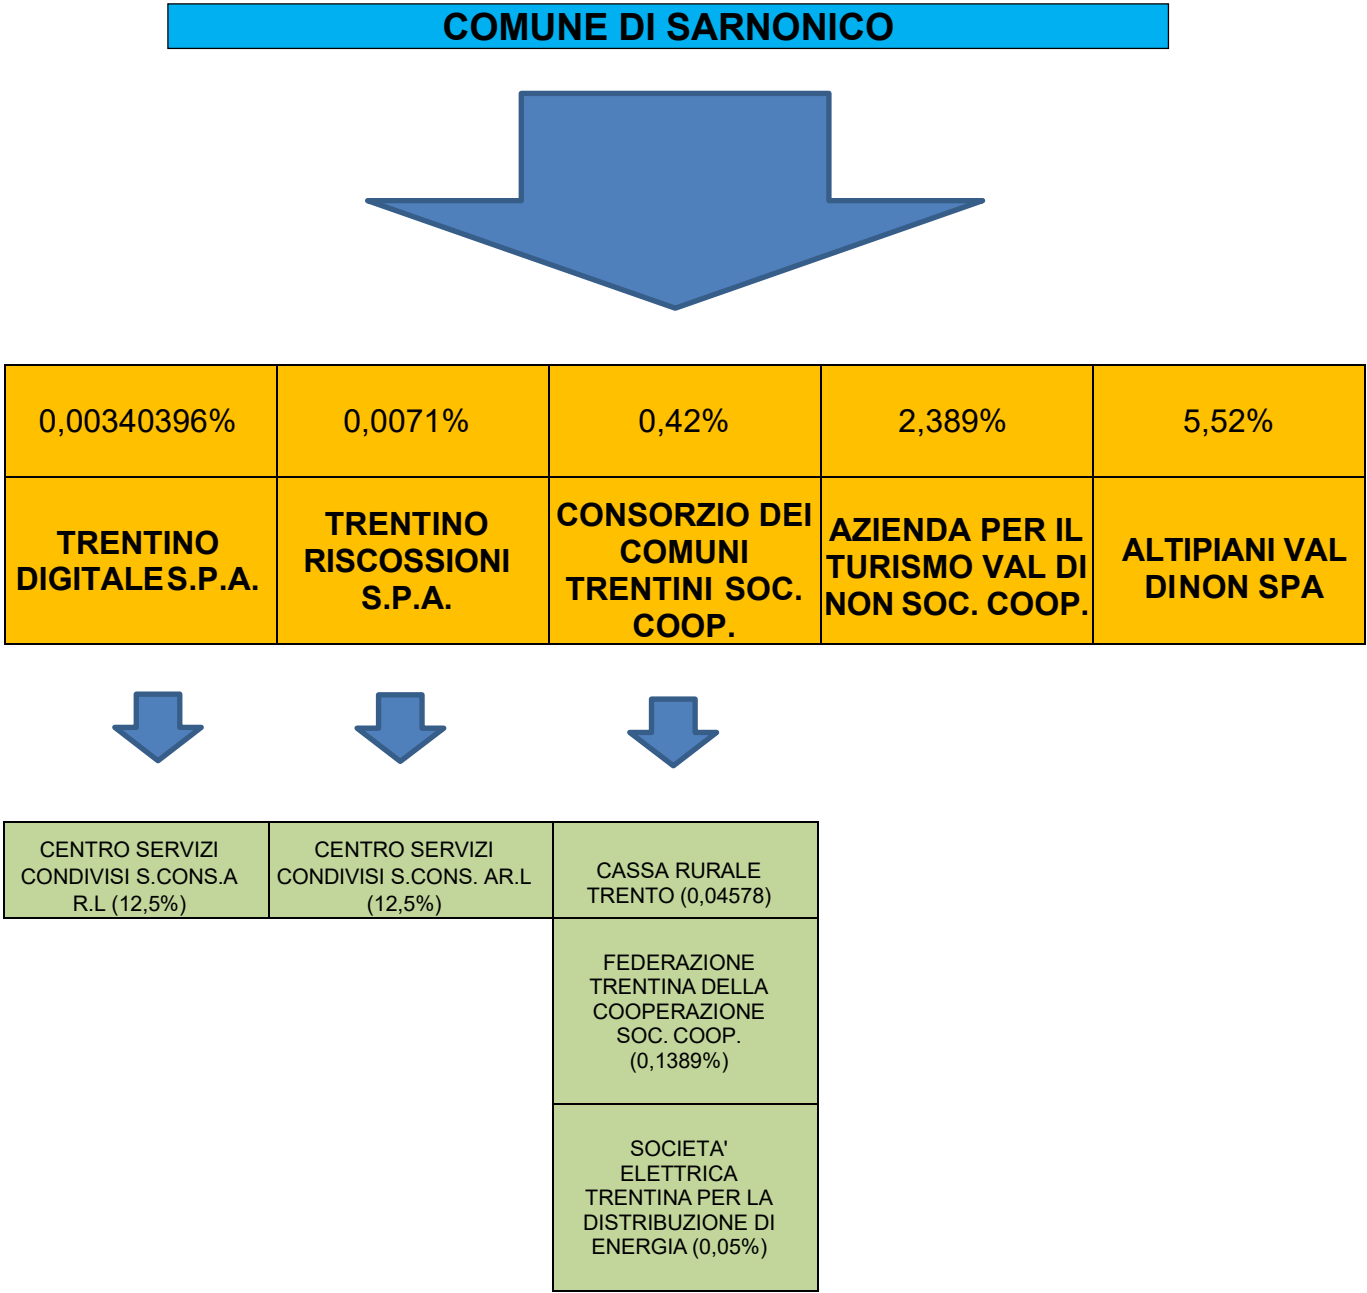 COMUNE DI SARNONICO
0,00340396%
0,0071%
0,42%
2,389%
5,52%
TRENTINO
DIGITALE S.P.A.
TRENTINO
RISCOSSIONI
S.P.A.
CONSORZIO DEI
COMUNI
TRENTINI SOC.
COOP.
AZIENDA PER IL
TURISMO VAL DI
NON SOC. COOP.
ALTIPIANI VAL
DI NON SPA
CENTRO SERVIZI
CONDIVISI S.CONS.A
R.L (12,5%)
CENTRO SERVIZI
CONDIVISI S.CONS. AR.L
(12,5%)
CASSA RURALE
TRENTO (0,04578)
FEDERAZIONE
TRENTINA DELLA
COOPERAZIONE
SOC. COOP.
(0,1389%)
SOCIETA'
ELETTRICA
TRENTINA PER LA
DISTRIBUZIONE DI
ENERGIA (0,05%)